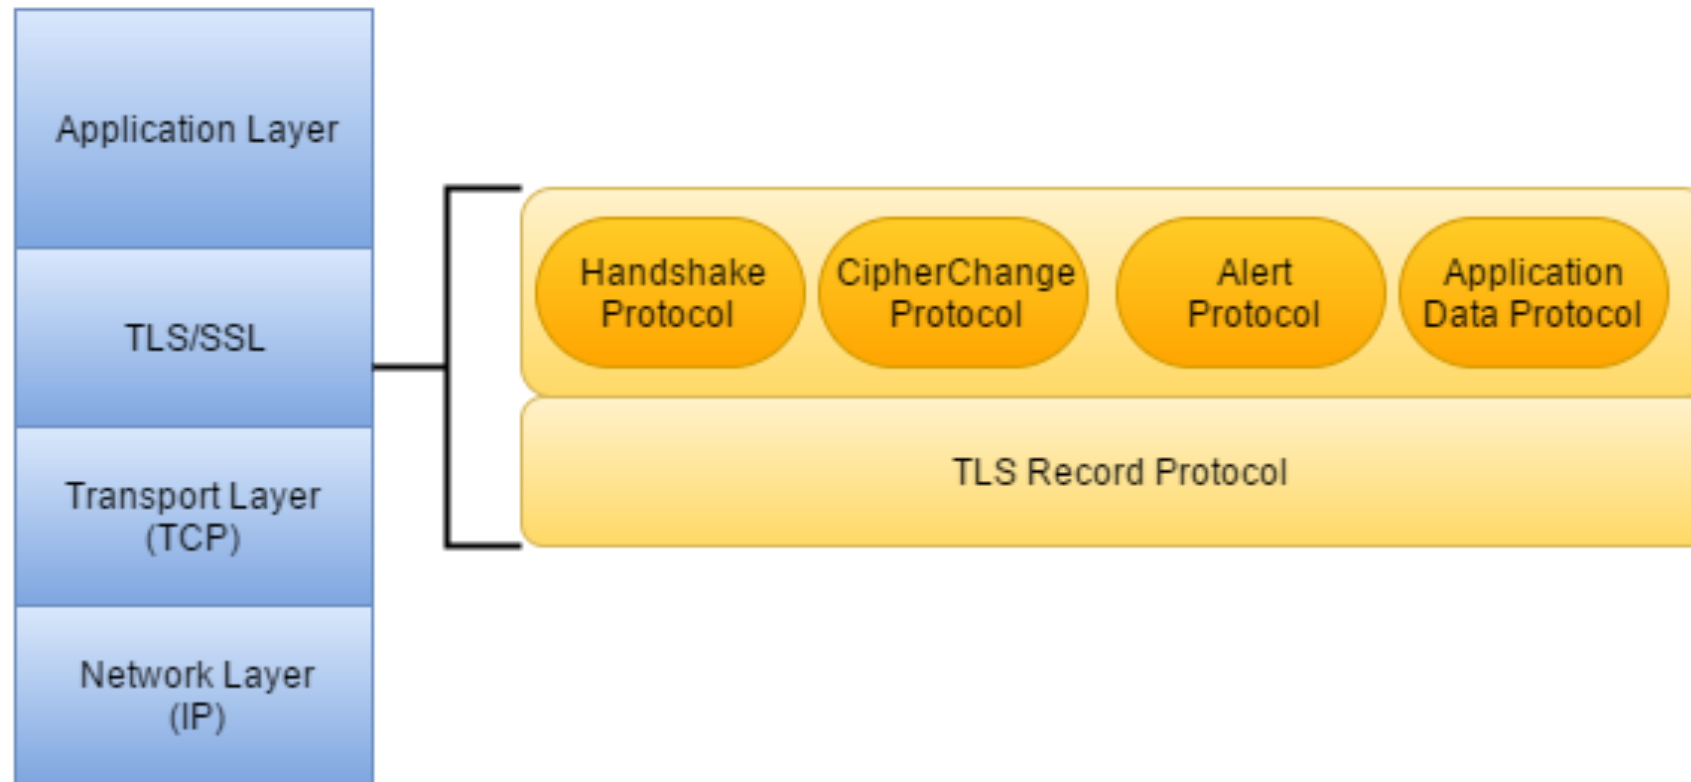 Application Layer
TLS/SSL
Transport Layer
(TCP)
Network Layer
(IP)
Handshake
Protocol
CipherChange
Protocol
Alert
Protocol
Application
Data Protocol
TLS Record Protocol